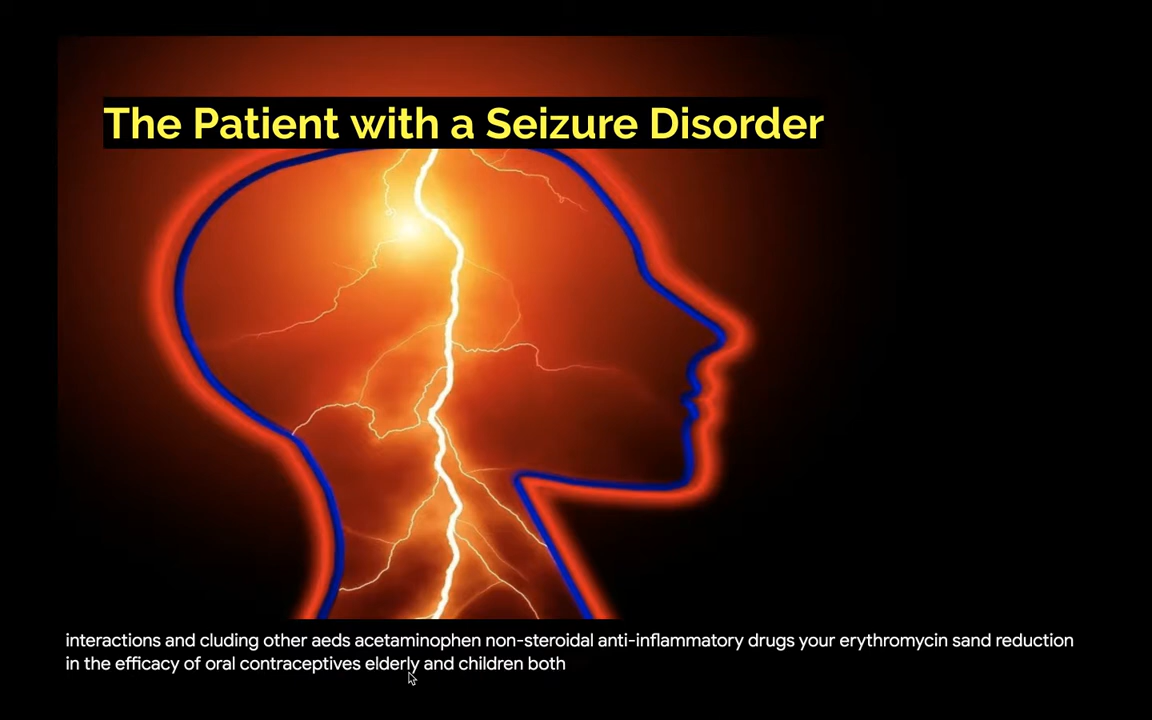 The Patient with a Seizure Disorder
interactions and cluding other aeds acetaminophen non-steroidal anti-inflammatory drugs your erythromycin sand reduction
in the efficacy of oral contraceptives elderly and children both